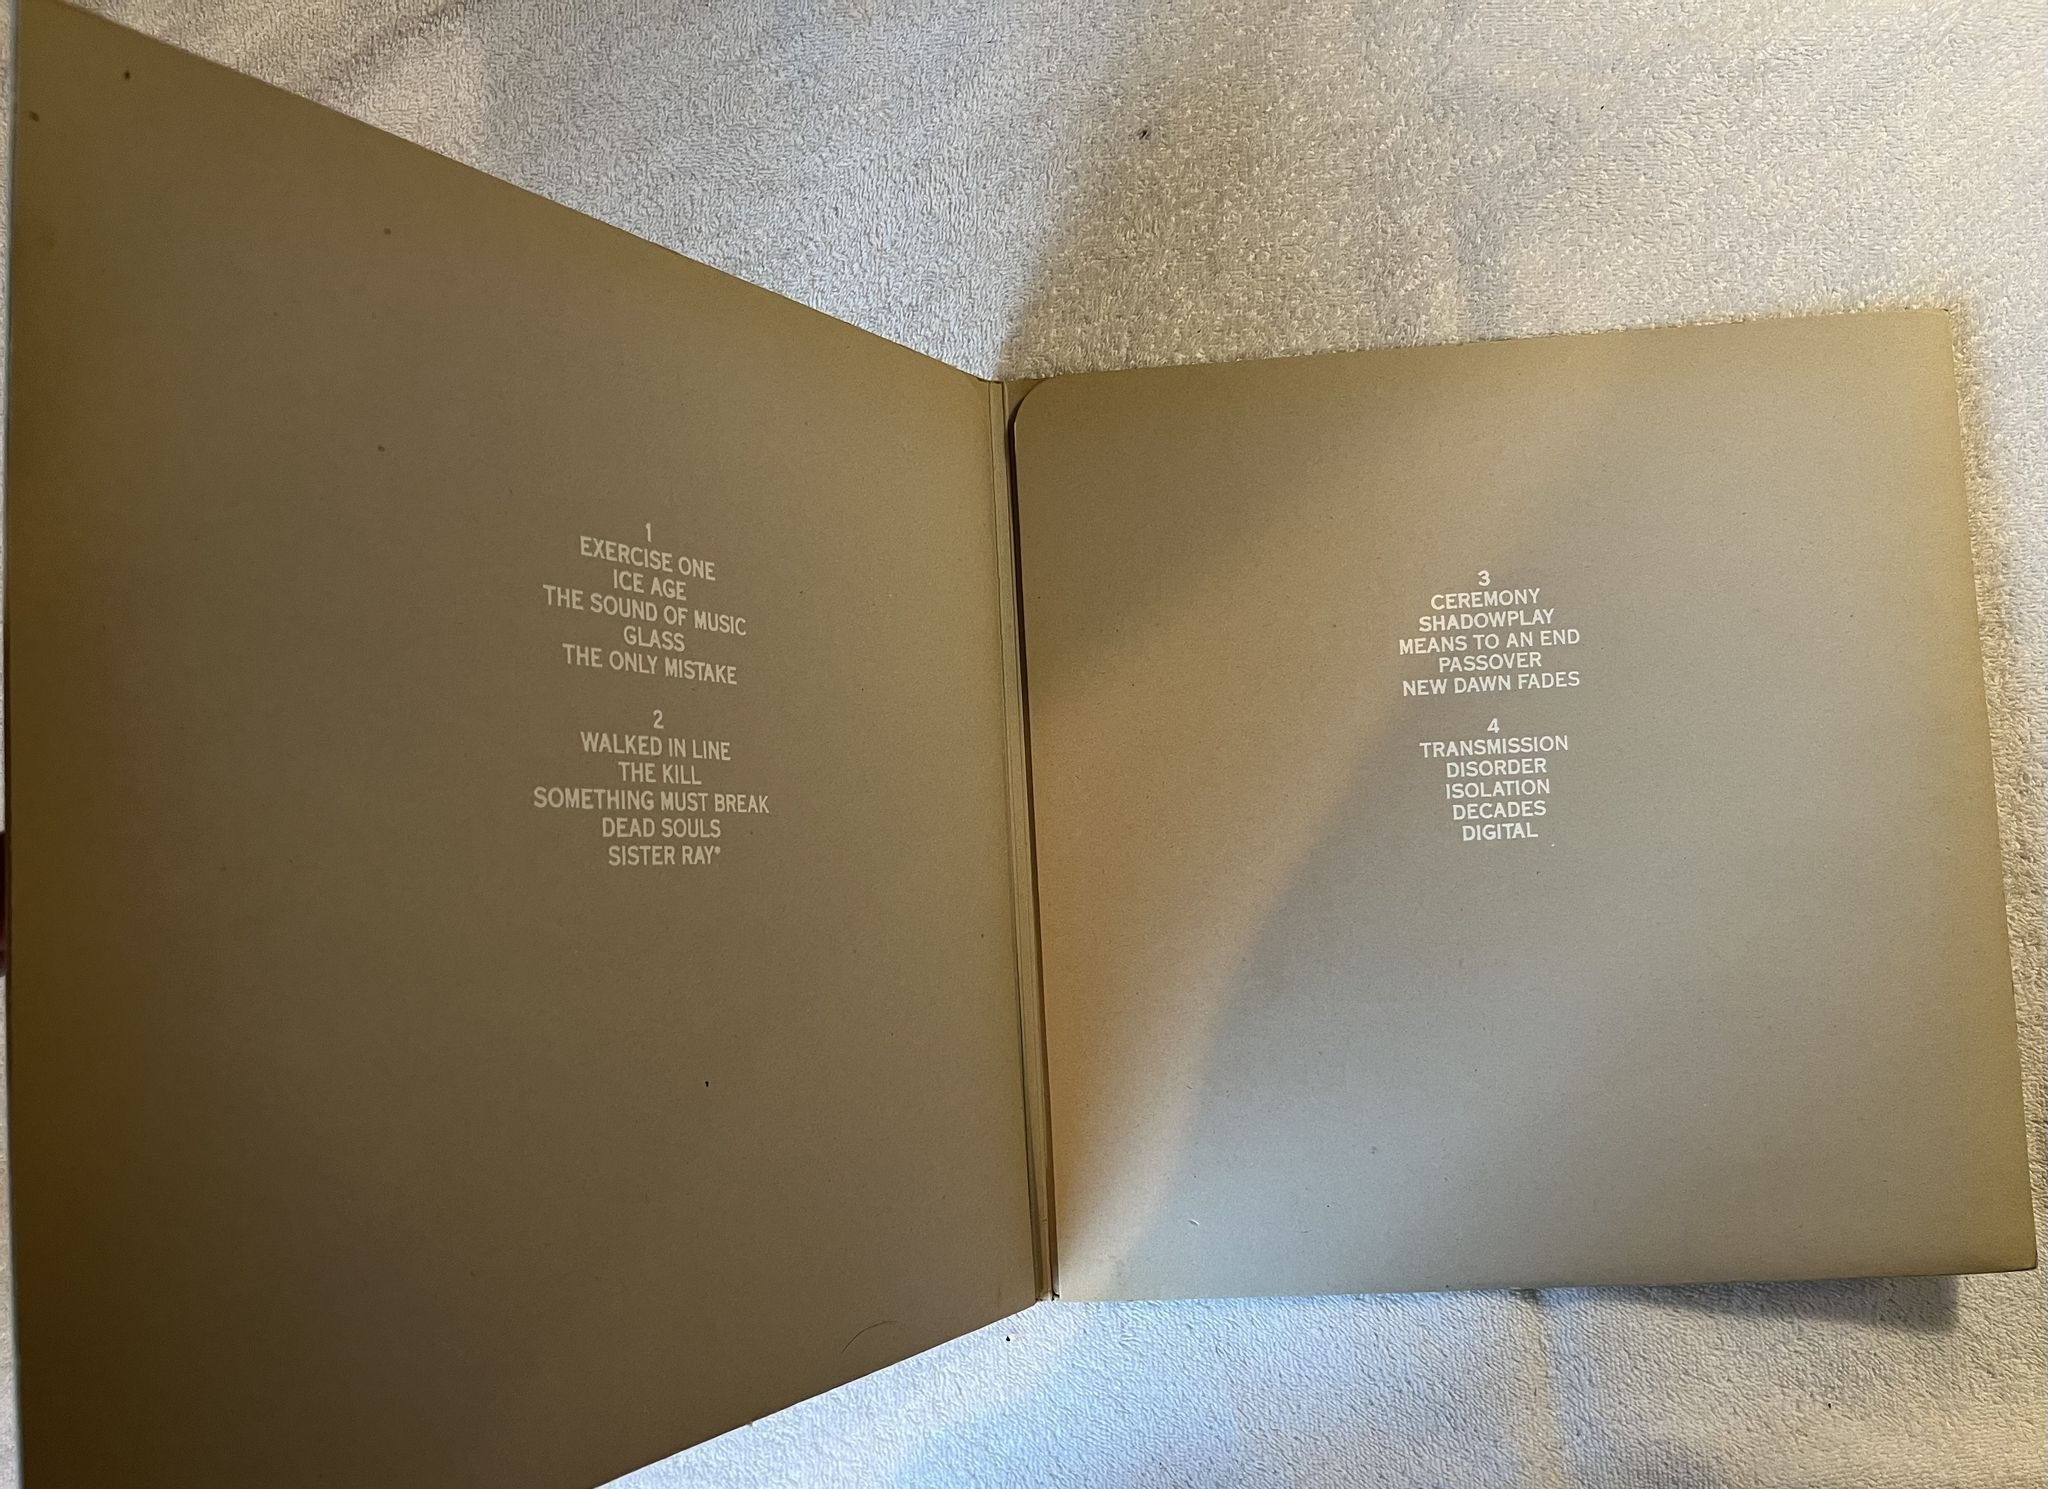 1
EXERCISE ONE
ICE AGE
THE SOUND OF MUSIC
GLASS
THE ONLY MISTAKE
2
WALKED IN LINE
THE KILL
SOMETHING MUST BREAK
DEAD SOULS
SISTER RAY*
3
CEREMONY
SHADOWPLAY
MEANS TO AN END
PASSOVER
NEW DAWN FADES
4
TRANSMISSION
DISORDER
ISOLATION
DECADES
DIGITAL